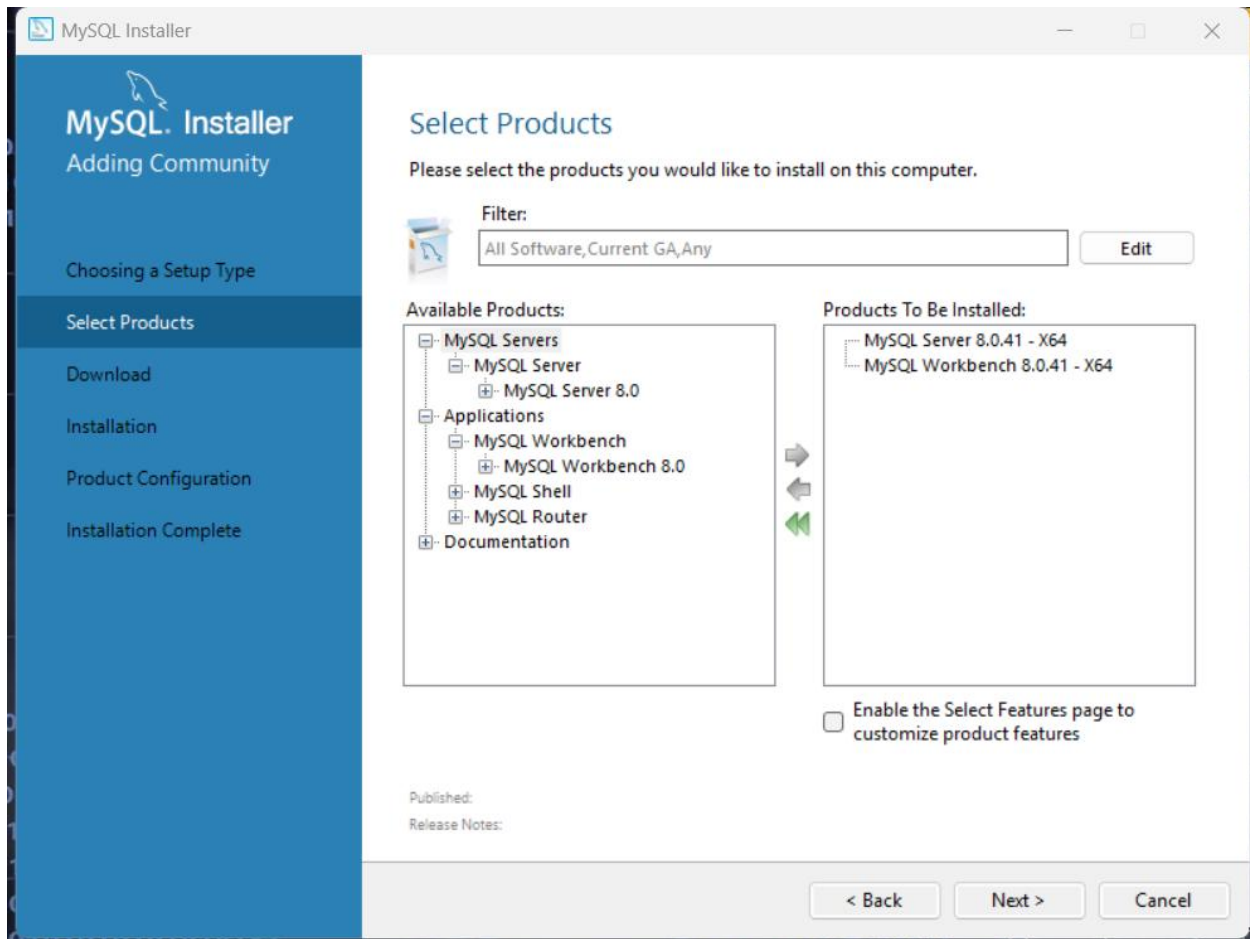 MySQL Installer
MySQL. Installer
Adding Community
Choosing a Setup Type
Select Products
Download
Installation
Product Configuration
Installation Complete
Select Products
Please select the products you would like to install on this computer.
Filter:
All Software,Current GA,Any
Edit
Available Products:
MySQL Servers
MySQL Server
MySQL Server 8.0
Applications
MySQL Workbench
MySQL Workbench 8.0
MySQL Shell
MySQL Router
Documentation
Products To Be Installed:
MySQL Server 8.0.41 - X64
MySQL Workbench 8.0.41 - X64
Enable the Select Features page to
customize product features
Published:
Release Notes:
< Back
Next >
Cancel